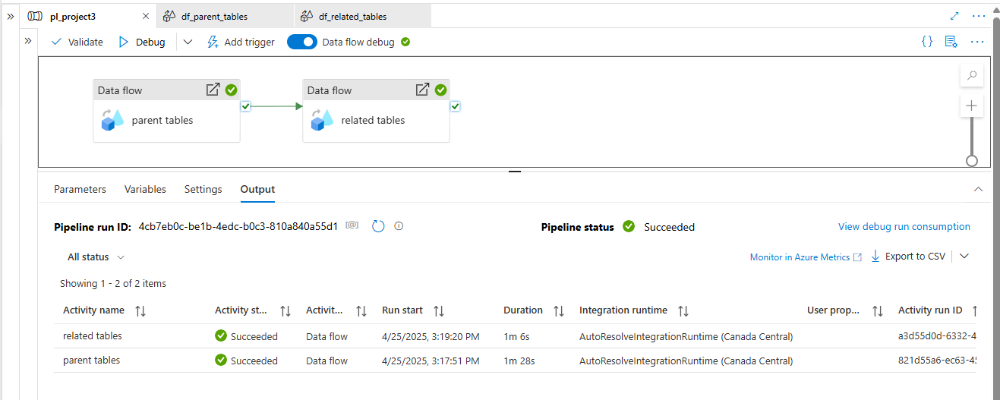 pl_project3 df_parent_tables df_related_tables
Validate Debug Add trigger Data flow debug
Data flow Data flow
parent tables related tables
Parameters Variables Settings Output
Pipeline run ID: 4cb7eb0c-be1b-4edc-b0c3-810a840a55d1 Pipeline status Succeeded View debug run consumption
All status Monitor in Azure Metrics Export to CSV
Showing 1 - 2 of 2 items
Activity name Activity st... Activit... Run start Duration Integration runtime User prop... Activity run ID
related tables Succeeded Data flow 4/25/2025, 3:19:20 PM 1m 6s AutoResolveIntegrationRuntime (Canada Central) a3d55d0d-6332-4
parent tables Succeeded Data flow 4/25/2025, 3:17:51 PM 1m 28s AutoResolveIntegrationRuntime (Canada Central) 821d55a6-ec63-45